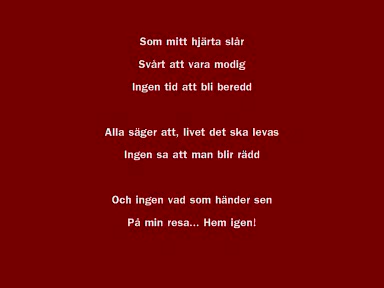 Som mitt hjärta slår
Svårt att vara modig
Ingen tid att bli beredd
Alla säger att, livet det ska levas
Ingen sa att man blir rädd
Och ingen vad som händer sen
På min resa... Hem igen!